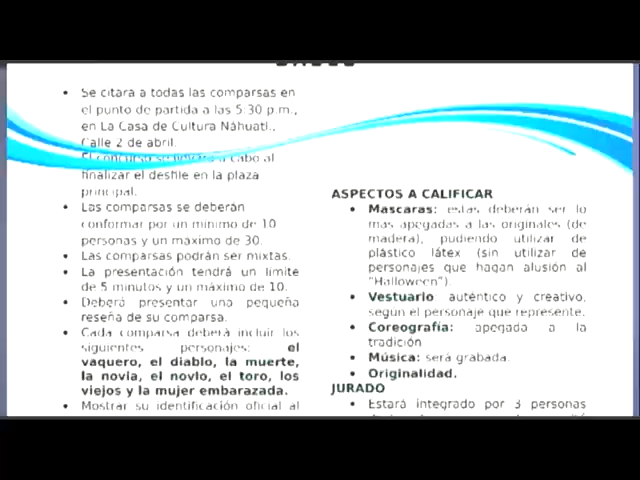 • Se citará a todas las comparsas en
el punto de partida a las 5:30 p.m.,
en La Casa de Cultura Náhuatl.,
Calle 2 de abril.
• El concurso se llevará a cabo al
finalizar el desfile en la plaza
principal.
• Las comparsas se deberán
conformar por un mínimo de 10
personas y un máximo de 30.
• Las comparsas podrán ser mixtas.
• La presentación tendrá un límite
de 5 minutos y un máximo de 10.
• Deberá presentar una pequeña
reseña de su comparsa.
• Cada comparsa deberá incluir los
siguientes personajes: el
vaquero, el diablo, la muerte,
la novia, el novio, el toro, los
viejos y la mujer embarazada.
• Mostrar su identificación oficial al
ASPECTOS A CALIFICAR
• Mascaras: estas deberán ser lo
mas apegadas a las originales (de
madera), pudiendo utilizar de
plástico látex (sin utilizar de
personajes que hagan alusión al
"Halloween").
• Vestuario: auténtico y creativo,
según el personaje que represente.
• Coreografía: apegada a la
tradición
• Música: será grabada.
• Originalidad.
JURADO
• Estará integrado por 3 personas